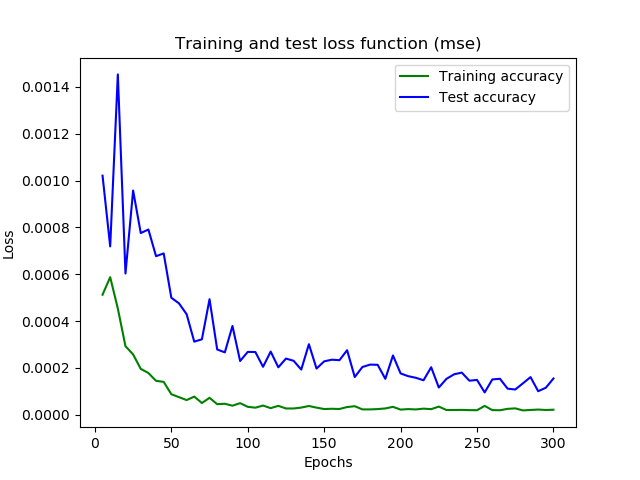 Training and test loss function (mse)
Training accuracy
Test accuracy
0.0014
0.0012
0.0010
0.0008
0.0006
0.0004
0.0002
0.0000
Loss
0 50 100 150 200 250 300
Epochs